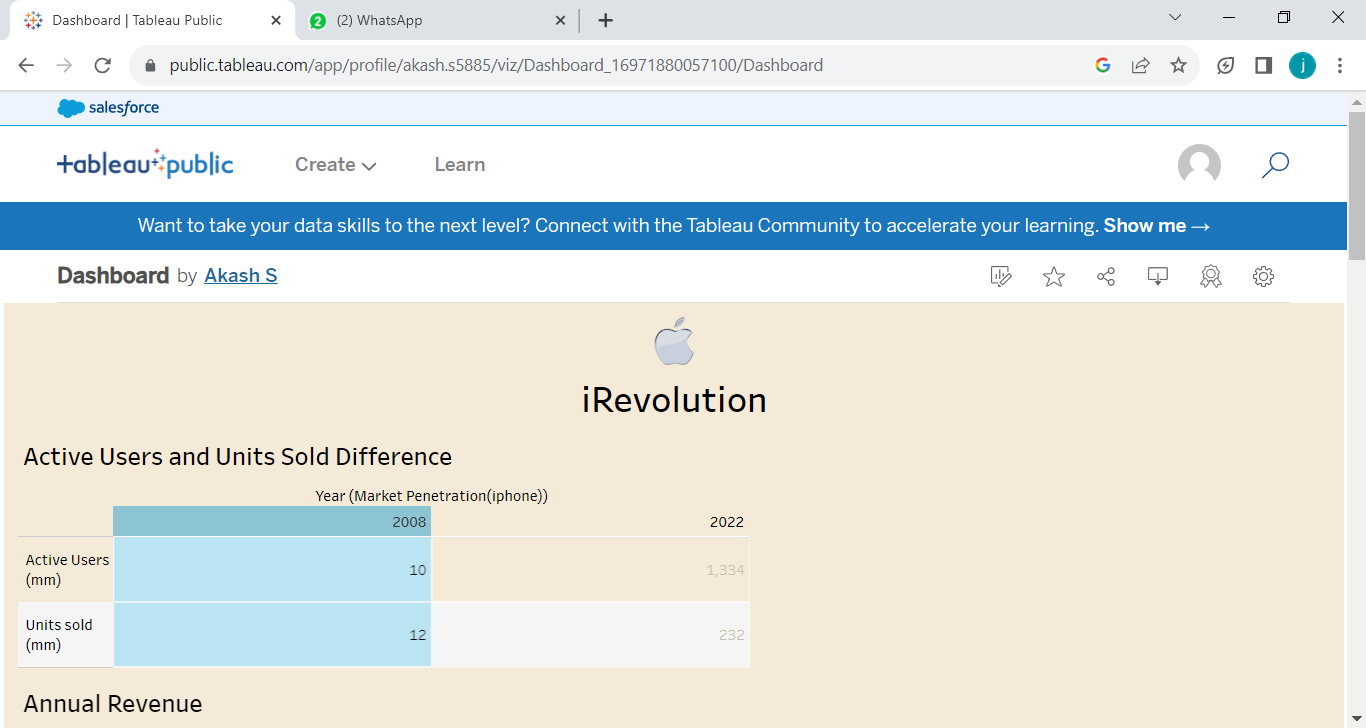 Dashboard | Tableau Public
2
(2) WhatsApp
public.tableau.com/app/profile/akash.s5885/viz/Dashboard_16971880057100/Dashboard
G
j
salesforce
+ableau public
Create
Learn
Want to take your data skills to the next level? Connect with the Tableau Community to accelerate your learning. Show me →
Dashboard by Akash S
iRevolution
Active Users and Units Sold Difference
Year (Market Penetration(iphone))
2008 2022
Active Users
(mm) 10 1,334
Units sold
(mm) 12 232
Annual Revenue